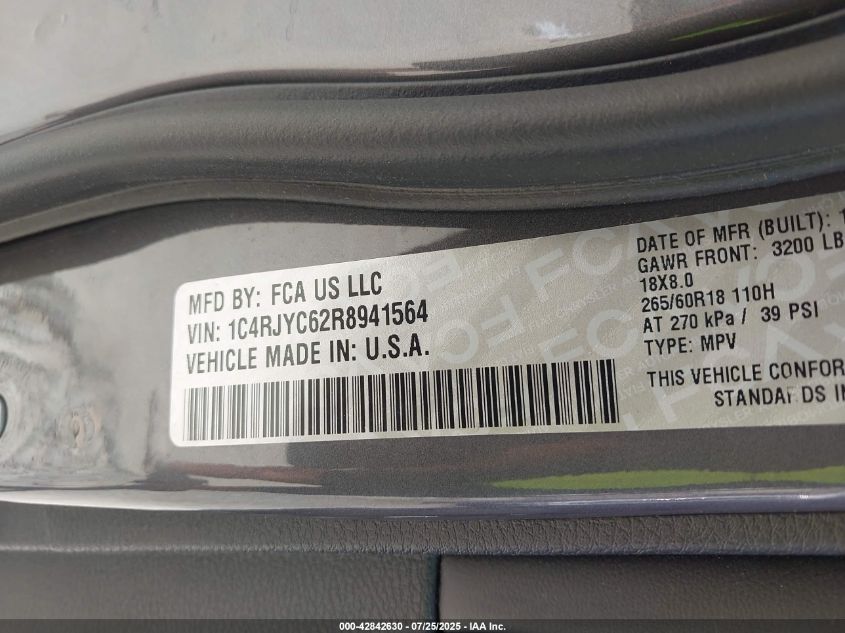 MFD BY: FCA US LLC
VIN: 1C4RJYC62R8941564
VEHICLE MADE IN: U.S.A.
DATE OF MFR (BUILT): 1
GAWR FRONT: 3200 LB
18X8.0
265/60R18 110H
AT 270 kPa / 39 PSI
TYPE: MPV
THIS VEHICLE CONFOR
STANDARDS IN
000-42842630 - 07/25/2025 - IAA Inc.